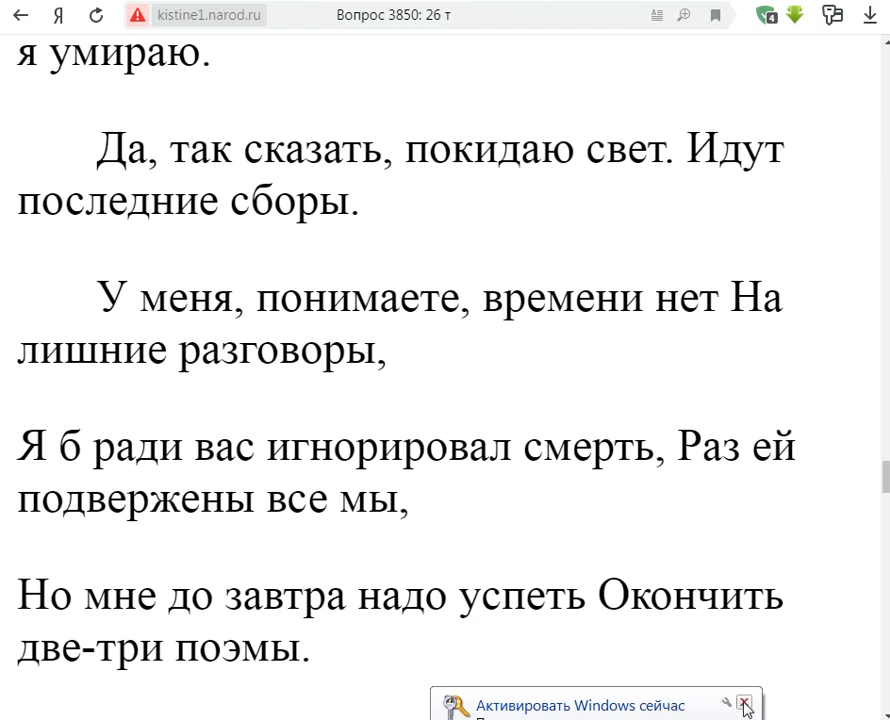 Я kistine1.narod.ru Вопрос 3850: 26 т 4
я умираю.
Да, так сказать, покидаю свет. Идут
последние сборы.
У меня, понимаете, времени нет На
лишние разговоры,
Я б ради вас игнорировал смерть, Раз ей
подвержены все мы,
Но мне до завтра надо успеть Окончить
две-три поэмы.
Активировать Windows сейчас